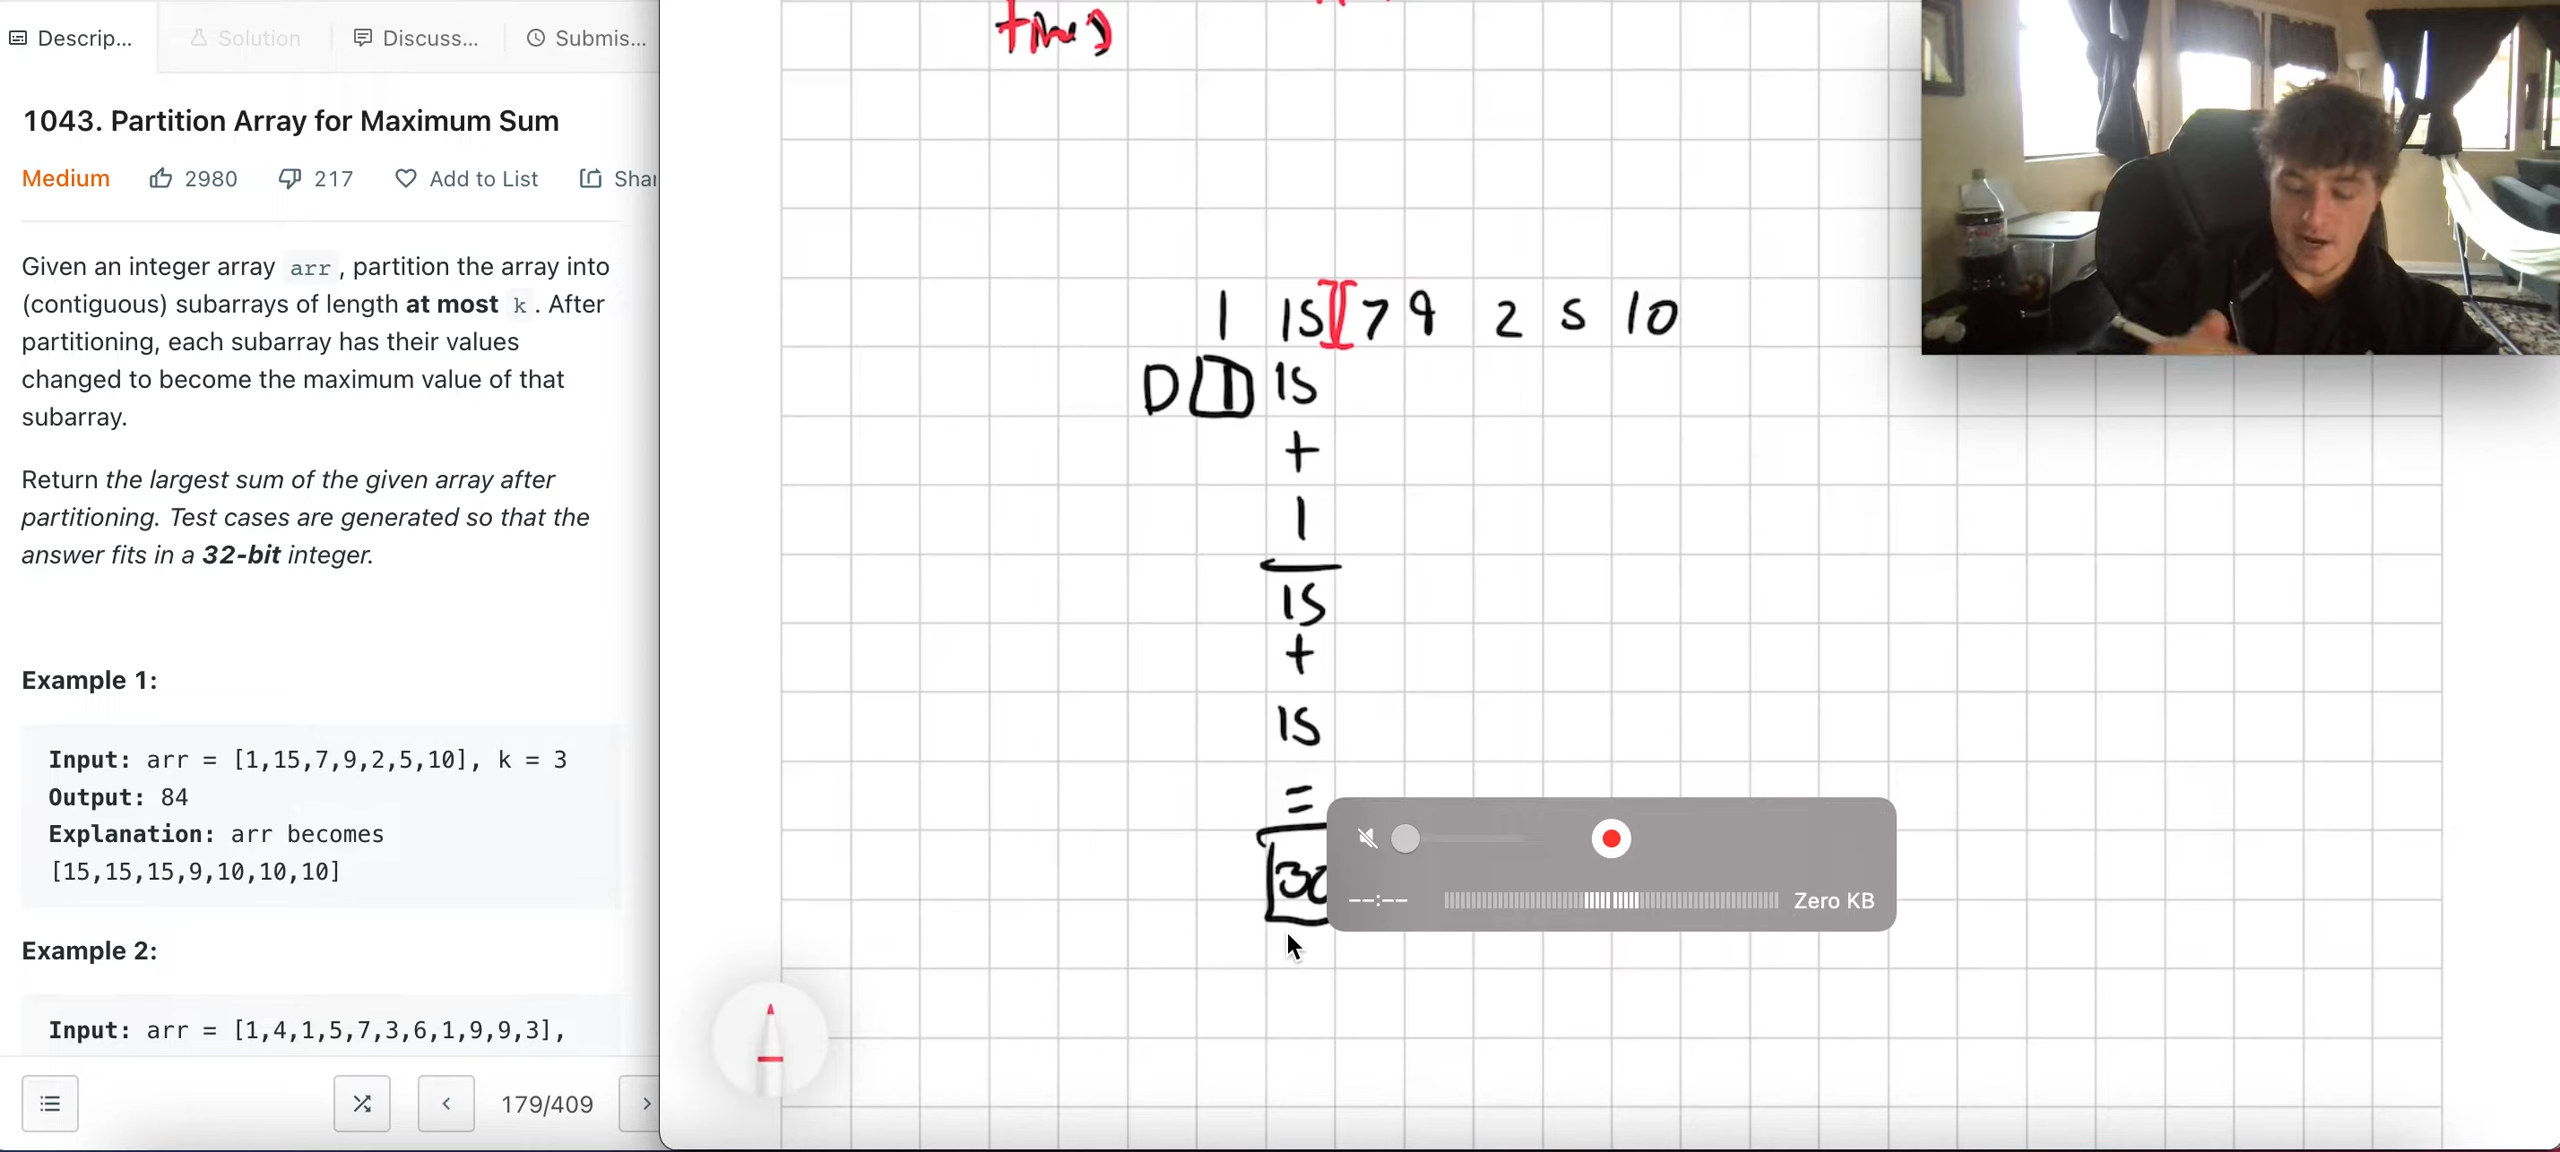 Descrip...
Solution
Discuss...
Submis...
1043. Partition Array for Maximum Sum
Medium 2980 217 Add to List Shar
Given an integer array arr , partition the array into
(contiguous) subarrays of length at most k . After
partitioning, each subarray has their values
changed to become the maximum value of that
subarray.
Return the largest sum of the given array after
partitioning. Test cases are generated so that the
answer fits in a 32-bit integer.
Example 1:
Input: arr = [1,15,7,9,2,5,10], k = 3
Output: 84
Explanation: arr becomes
[15,15,15,9,10,10,10]
Example 2:
Input: arr = [1,4,1,5,7,3,6,1,9,9,3],
179/409
1 15 ][ 7 9 2 5 10
15
+
1
15
+
15
=
30
--:--
Zero KB